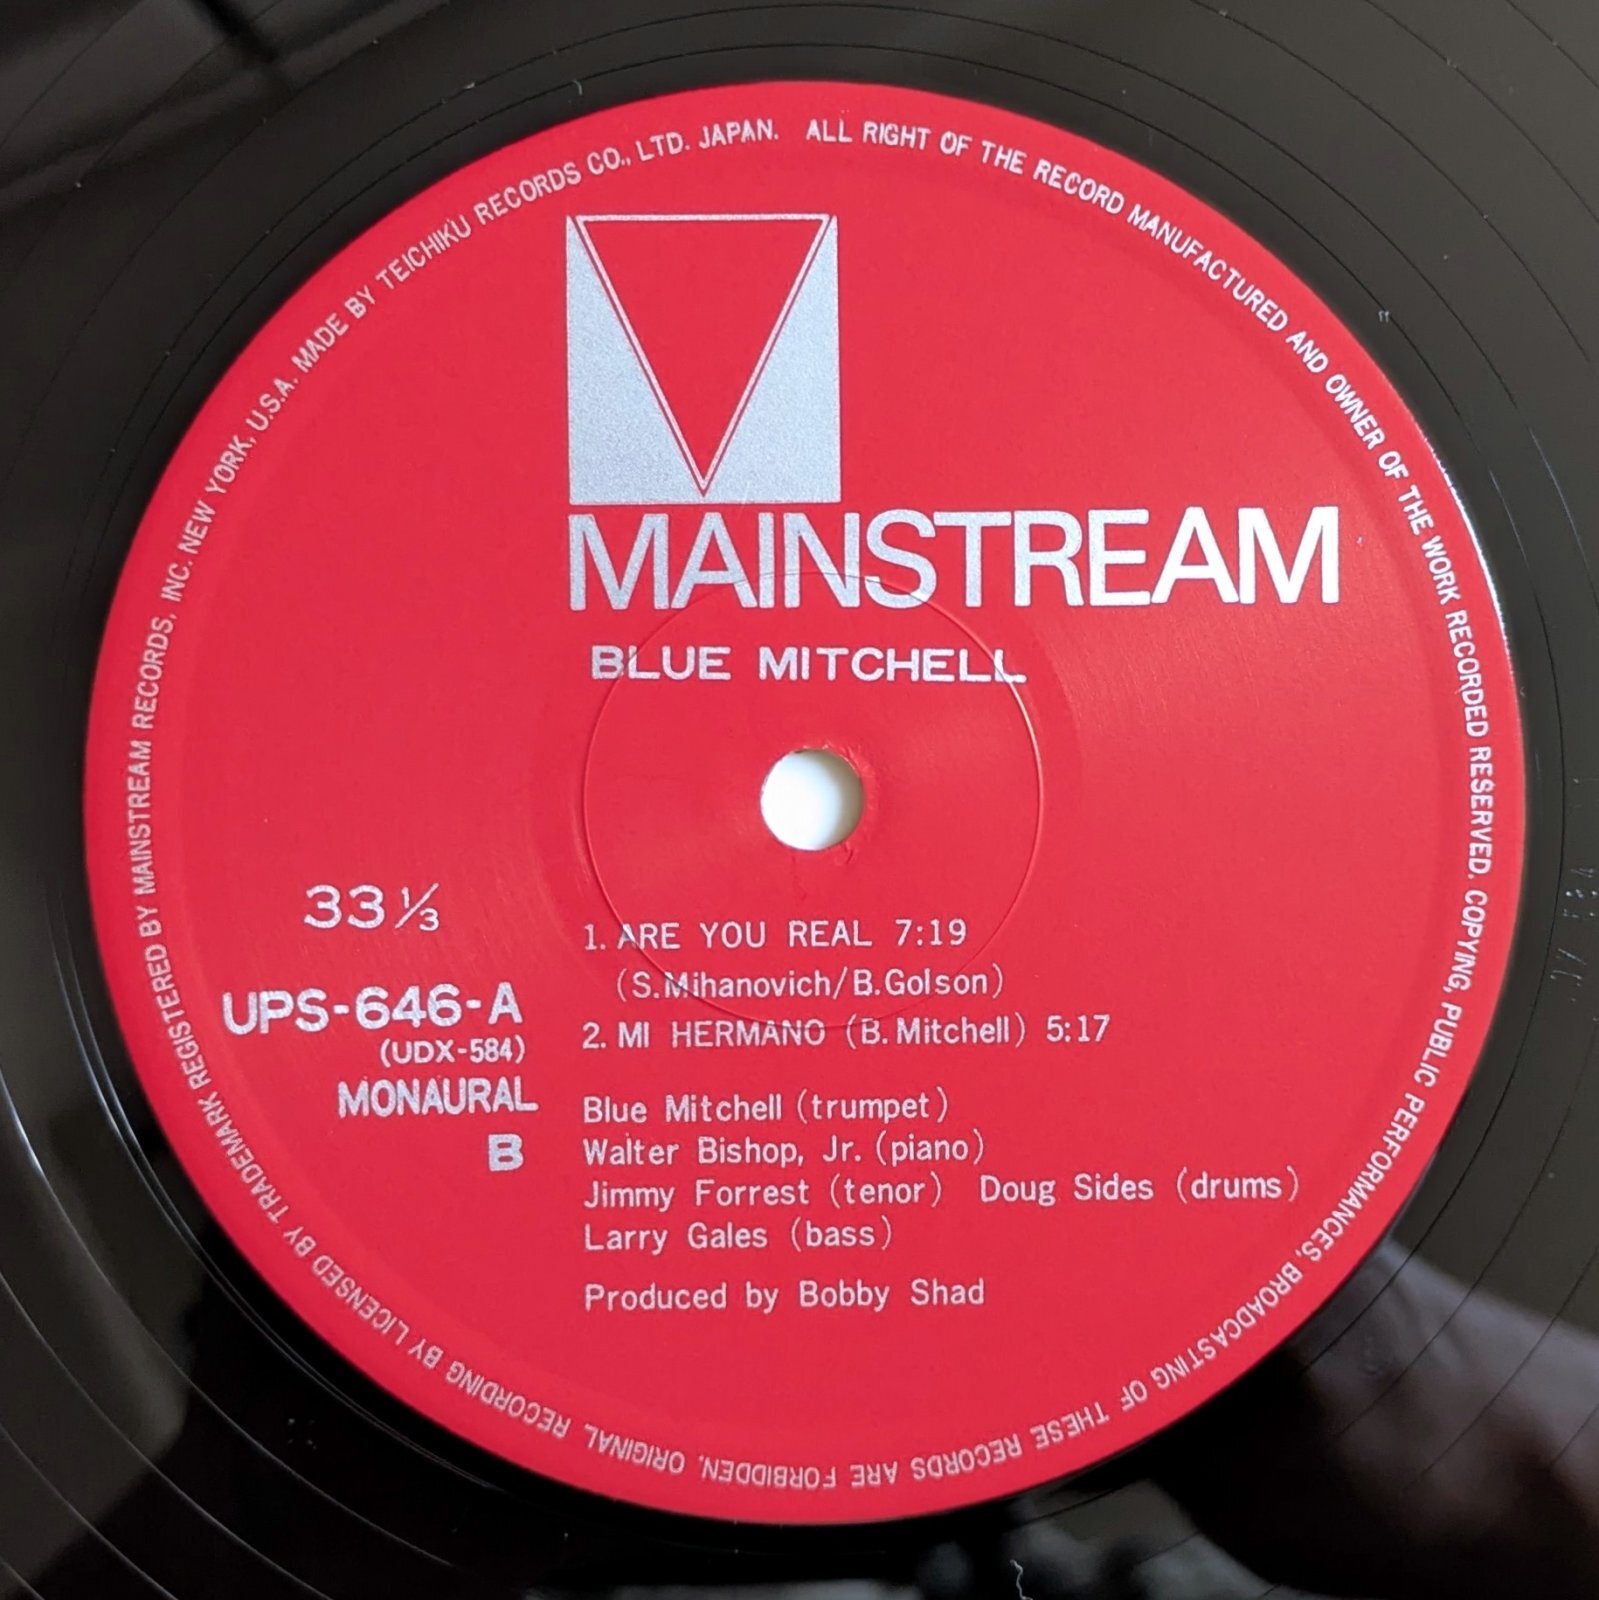 MAINSTREAM
BLUE MITCHELL
33 1/3
UPS-646-A
(UDX-584)
MONAURAL
B
1. ARE YOU REAL 7:19
(S.Mihanovich/B.Golson)
2. MI HERMANO (B.Mitchell) 5:17
Blue Mitchell (trumpet)
Walter Bishop, Jr. (piano)
Jimmy Forrest (tenor) Doug Sides (drums)
Larry Gales (bass)
Produced by Bobby Shad
ORIGINAL RECORDING BY LICENSED BY TRADEMARK REGISTERED BY MAINSTREAM RECORDS, INC. NEW YORK, U.S.A. MADE BY TEICHIKU RECORDS CO., LTD. JAPAN. ALL RIGHT OF THE RECORD MANUFACTURED AND OWNER OF THE WORK RECORDED RESERVED. COPYING, PUBLIC PERFORMANCES, BROADCASTING OF THESE RECORDS ARE FORBIDDEN.